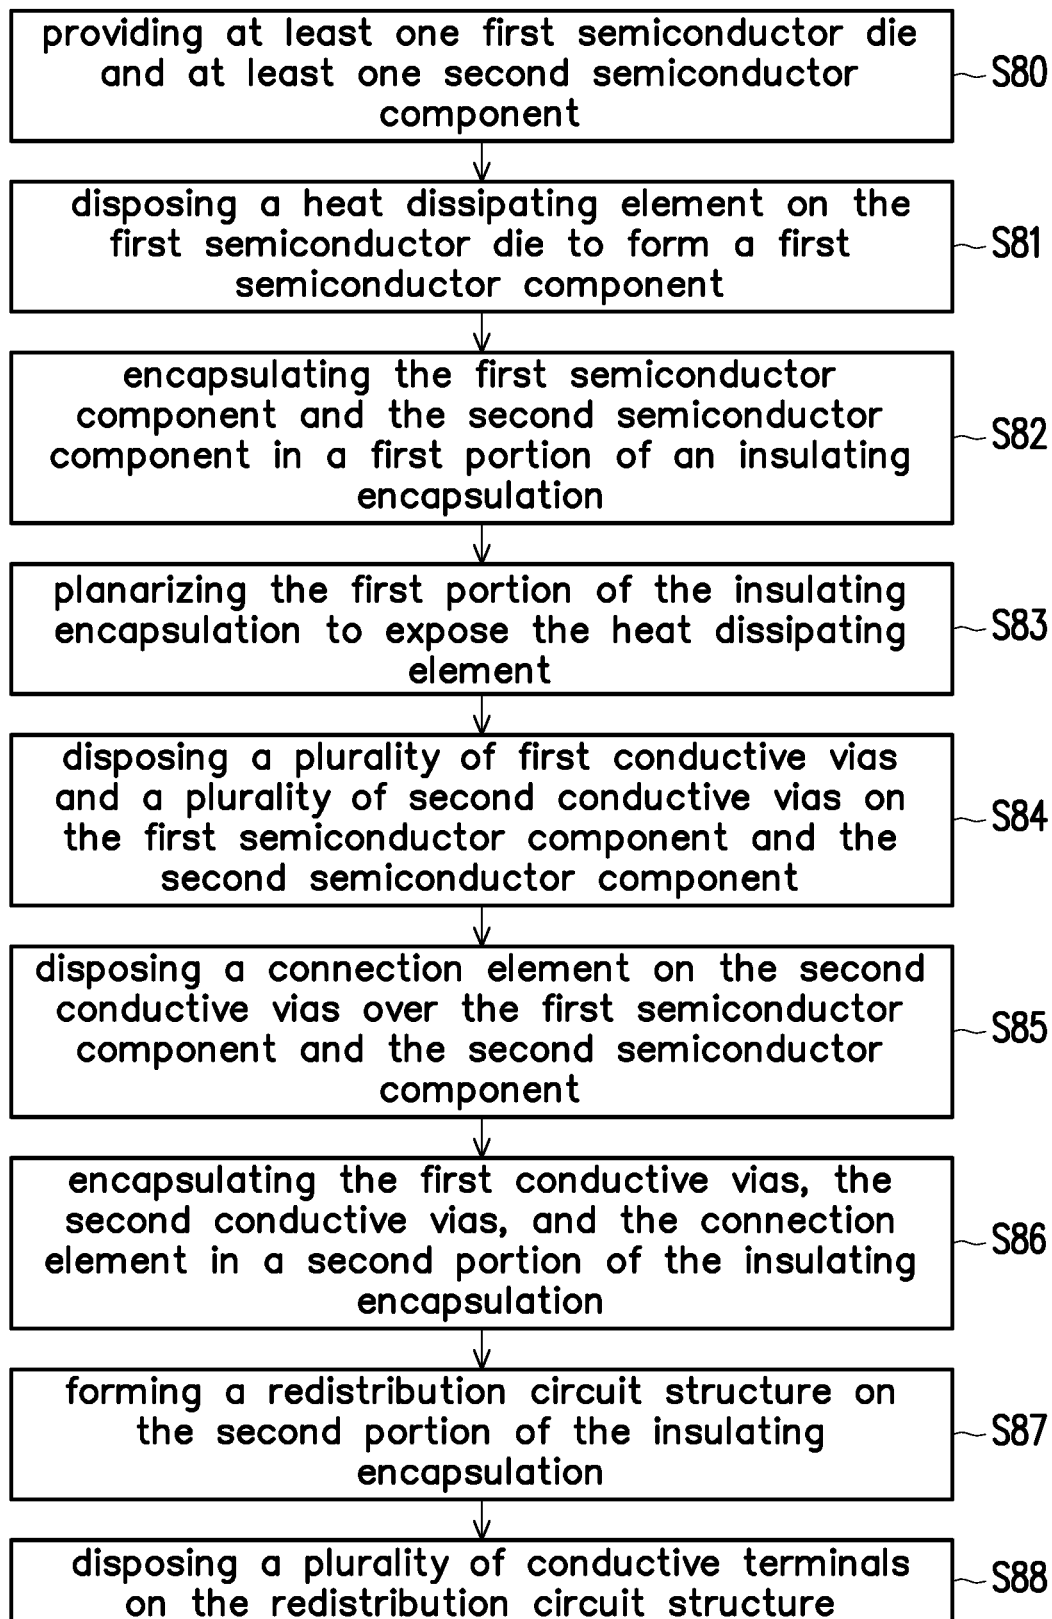 providing at least one first semiconductor die
and at least one second semiconductor
component
S80
disposing a heat dissipating element on the
first semiconductor die to form a first
semiconductor component
S81
encapsulating the first semiconductor
component and the second semiconductor
component in a first portion of an insulating
encapsulation
S82
planarizing the first portion of the insulating
encapsulation to expose the heat dissipating
element
S83
disposing a plurality of first conductive vias
and a plurality of second conductive vias on
the first semiconductor component and the
second semiconductor component
S84
disposing a connection element on the second
conductive vias over the first semiconductor
component and the second semiconductor
component
S85
encapsulating the first conductive vias, the
second conductive vias, and the connection
element in a second portion of the insulating
encapsulation
S86
forming a redistribution circuit structure on
the second portion of the insulating
encapsulation
S87
disposing a plurality of conductive terminals
on the redistribution circuit structure
S88